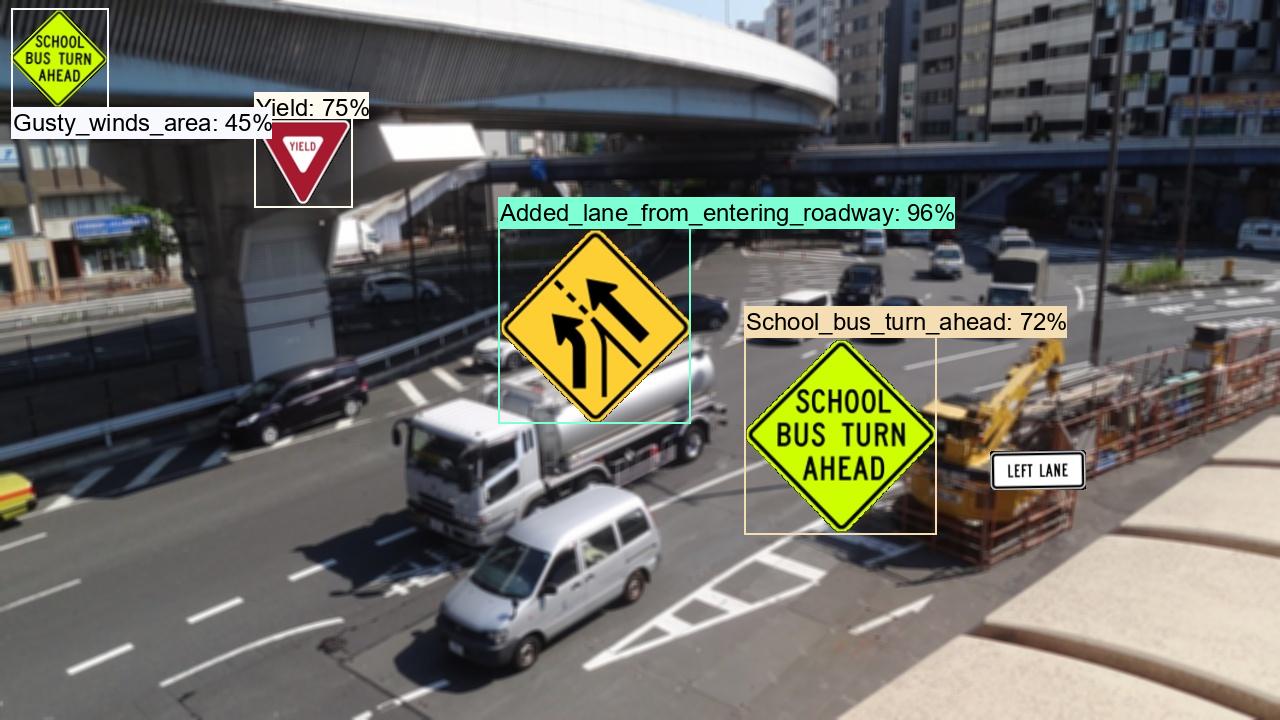 SCHOOL
BUS TURN
AHEAD
Gusty_winds_area: 45%
Yield: 75%
YIELD
Added_lane_from_entering_roadway: 96%
School_bus_turn_ahead: 72%
SCHOOL
BUS TURN
AHEAD
LEFT LANE